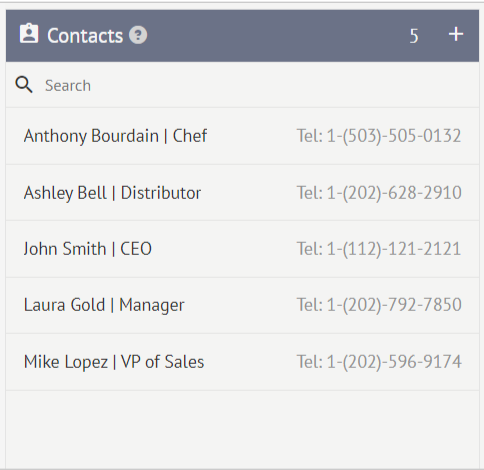 Contacts ? 5 +
Search
Anthony Bourdain | Chef Tel: 1-(503)-505-0132
Ashley Bell | Distributor Tel: 1-(202)-628-2910
John Smith | CEO Tel: 1-(112)-121-2121
Laura Gold | Manager Tel: 1-(202)-792-7850
Mike Lopez | VP of Sales Tel: 1-(202)-596-9174